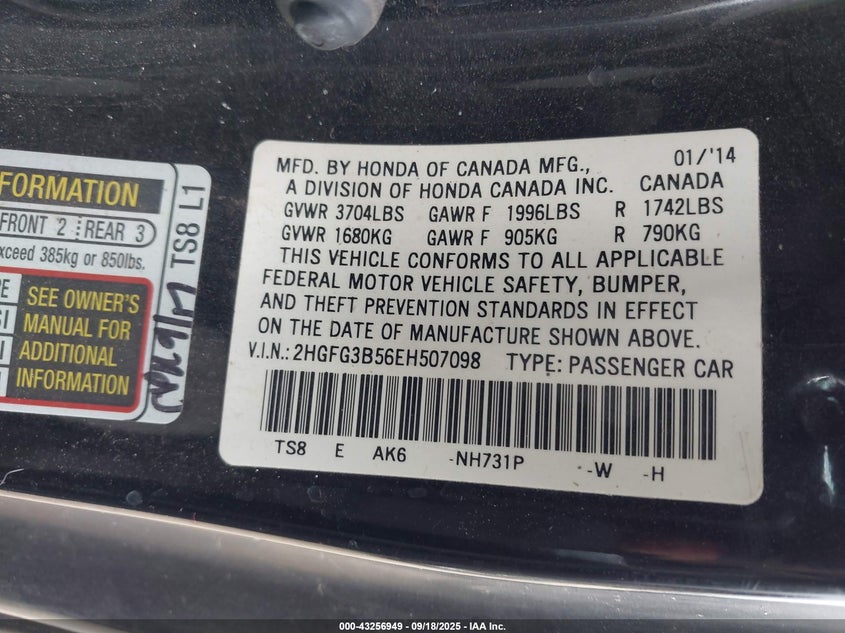 FORMATION
FRONT 2 REAR 3
exceed 385kg or 850lbs.
SEE OWNER'S
MANUAL FOR
ADDITIONAL
INFORMATION
TS8 L1
MFD. BY HONDA OF CANADA MFG., 01/'14
A DIVISION OF HONDA CANADA INC. CANADA
GVWR 3704LBS GAWR F 1996LBS R 1742LBS
GVWR 1680KG GAWR F 905KG R 790KG
THIS VEHICLE CONFORMS TO ALL APPLICABLE
FEDERAL MOTOR VEHICLE SAFETY, BUMPER,
AND THEFT PREVENTION STANDARDS IN EFFECT
ON THE DATE OF MANUFACTURE SHOWN ABOVE.
V.I.N.: 2HGFG3B56EH507098 TYPE: PASSENGER CAR
TS8 E AK6 -NH731P -W -H
000-43256949 - 09/18/2025 - IAA Inc.